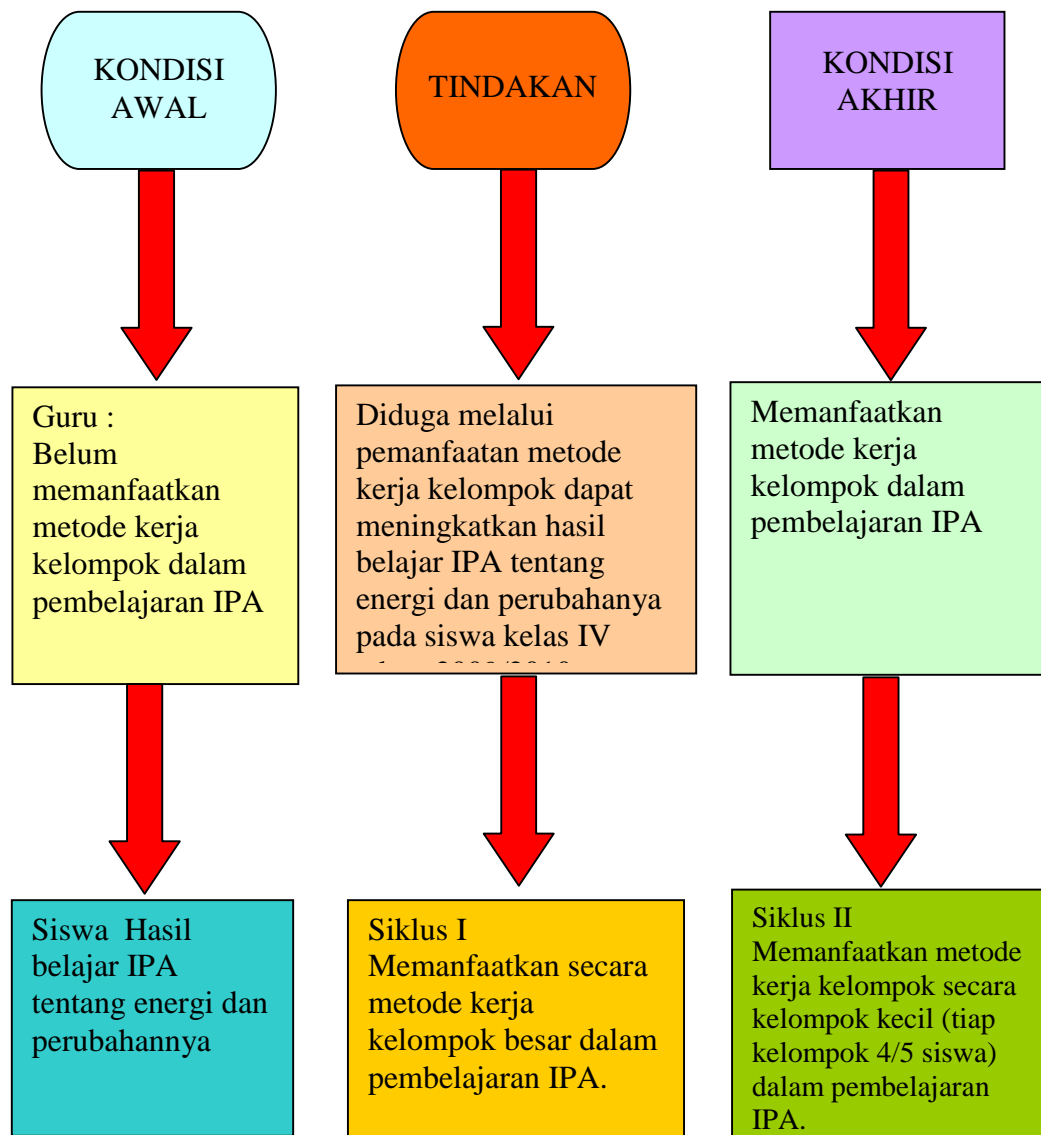 KONDISI
AWAL
TINDAKAN
KONDISI
AKHIR
Guru :
Belum
memanfaatkan
metode kerja
kelompok dalam
pembelajaran IPA
Diduga melalui
pemanfaatan metode
kerja kelompok dapat
meningkatkan hasil
belajar IPA tentang
energi dan perubahanya
pada siswa kelas IV
Memanfaatkan
metode kerja
kelompok dalam
pembelajaran IPA
Siswa Hasil
belajar IPA
tentang energi dan
perubahannya
Siklus I
Memanfaatkan secara
metode kerja
kelompok besar dalam
pembelajaran IPA.
Siklus II
Memanfaatkan metode
kerja kelompok secara
kelompok kecil (tiap
kelompok 4/5 siswa)
dalam pembelajaran
IPA.